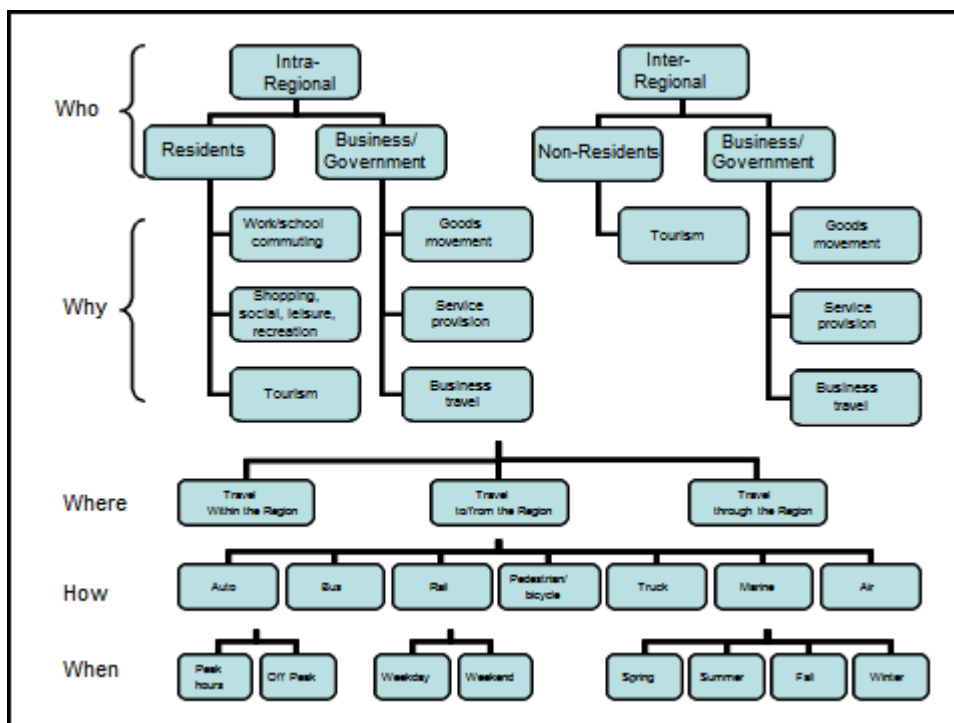 Who
Intra-
Regional
Inter-
Regional
Residents
Business/
Government
Non-Residents
Business/
Government
Why
Work/school
commuting
Goods
movement
Tourism
Goods
movement
Shopping,
social, leisure,
recreation
Service
provision
Service
provision
Tourism
Business
travel
Business
travel
Where
Travel
Within the Region
Travel
to/from the Region
Travel
through the Region
How
Auto
Bus
Rail
Pedestrian/
bicycle
Truck
Marine
Air
When
Peak
hours
Off Peak
Weekday
Weekend
Spring
Summer
Fall
Winter